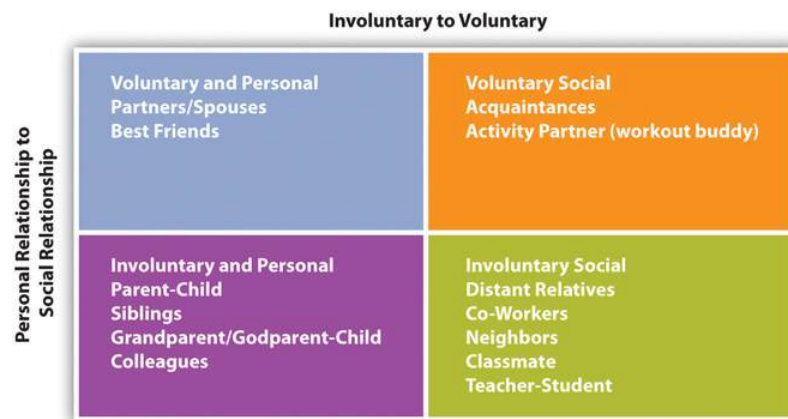 Involuntary to Voluntary
Personal Relationship to
Social Relationship
Voluntary and Personal
Partners/Spouses
Best Friends
Voluntary Social
Acquaintances
Activity Partner (workout buddy)
Involuntary and Personal
Parent-Child
Siblings
Grandparent/Godparent-Child
Colleagues
Involuntary Social
Distant Relatives
Co-Workers
Neighbors
Classmate
Teacher-Student